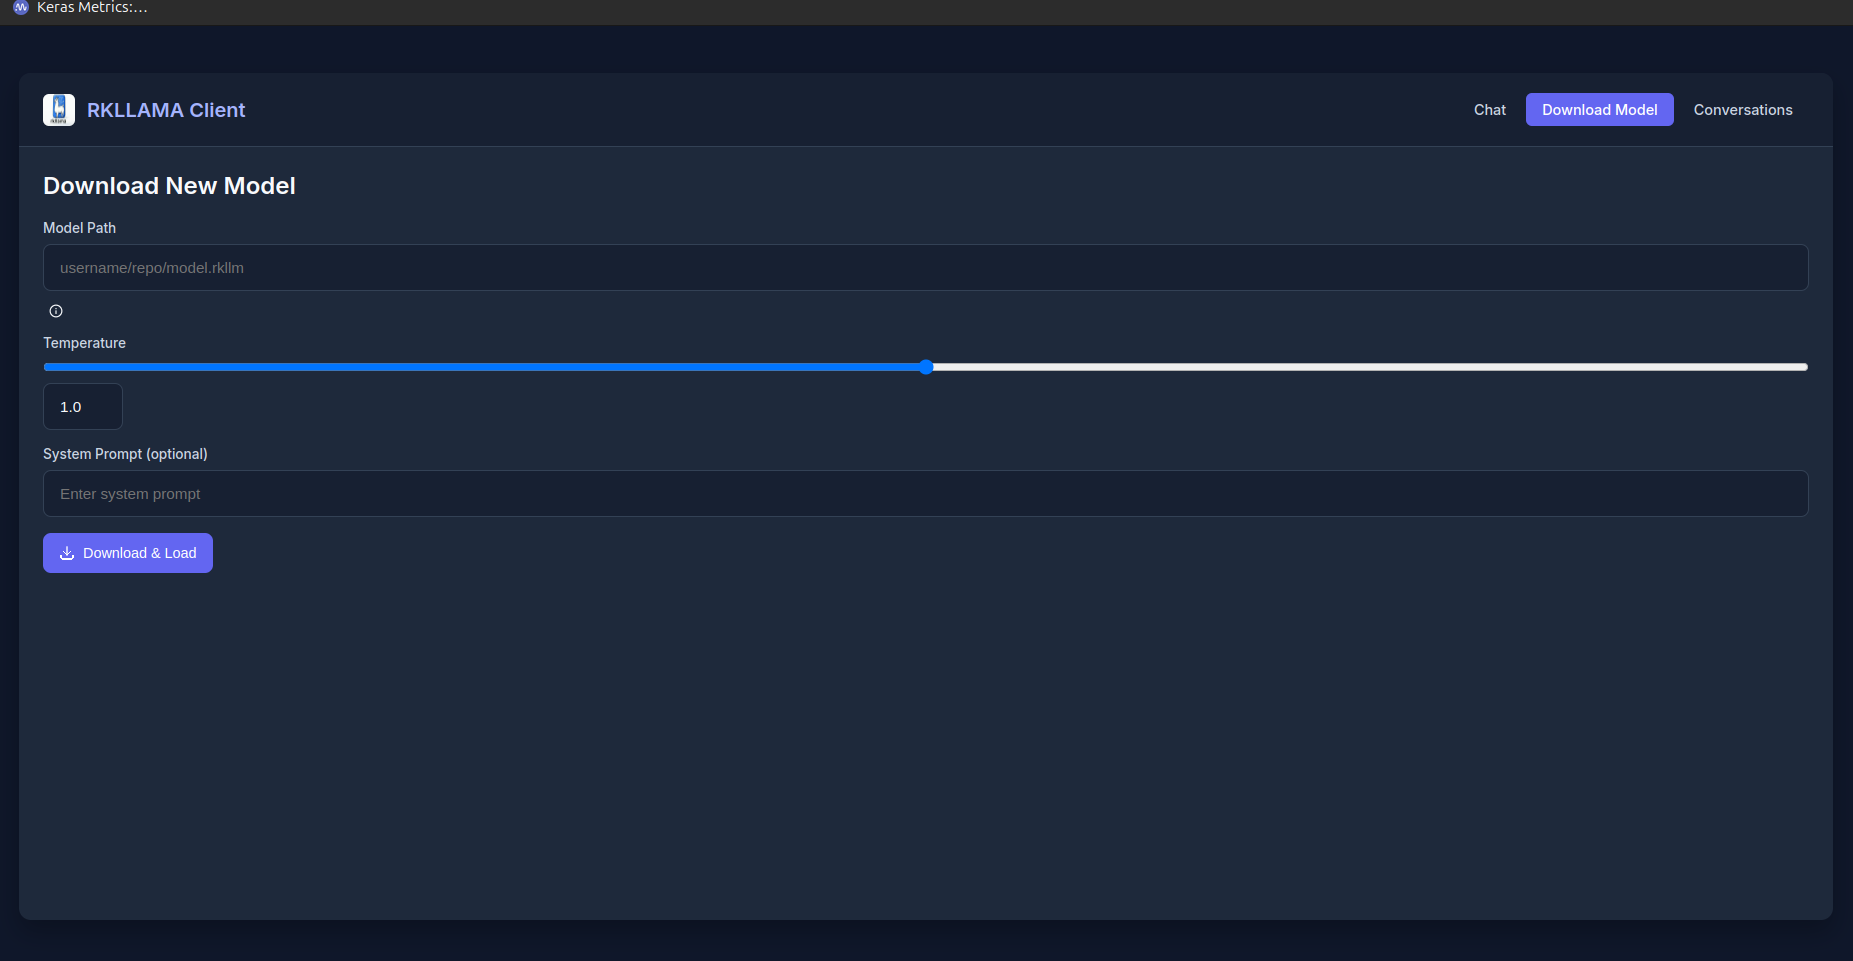 Keras Metrics:...
RKLLAMA Client
Chat
Download Model
Conversations
Download New Model
Model Path
username/repo/model.rkllm
Temperature
1.0
System Prompt (optional)
Enter system prompt
Download & Load